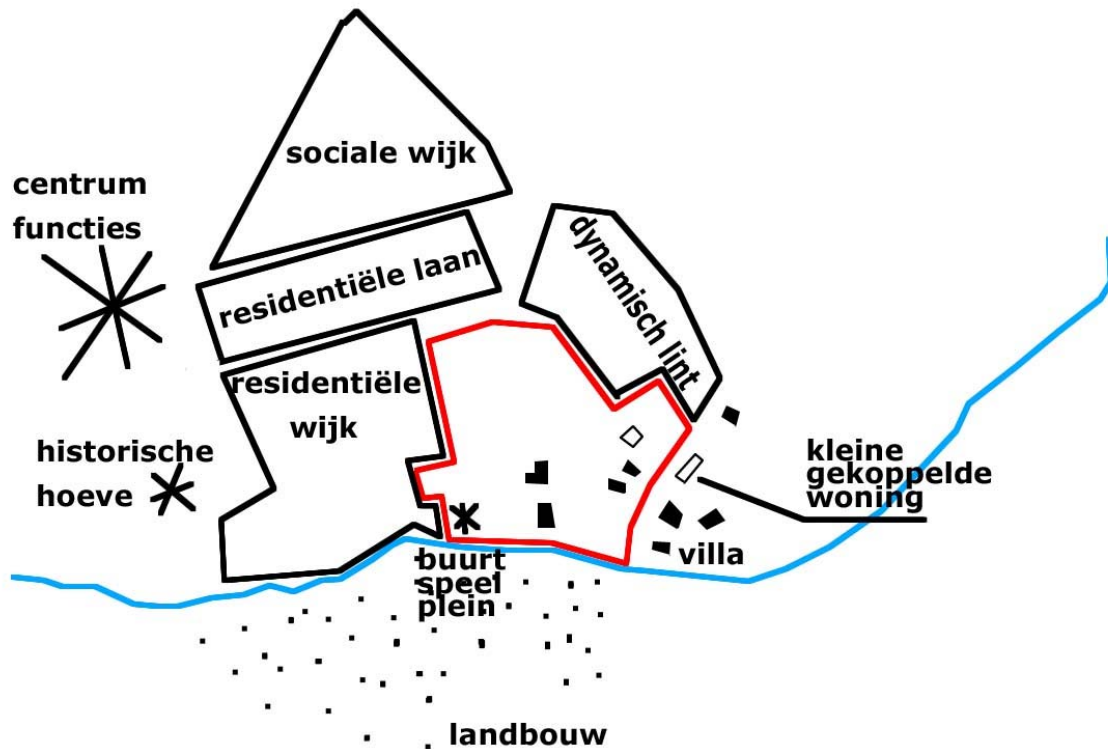 sociale wijk
centrum
functies
residentiële laan
dynamisch lint
residentiële
wijk
historische
hoeve
kleine
gekoppelde
woning
villa
buurt
speel
plein
landbouw